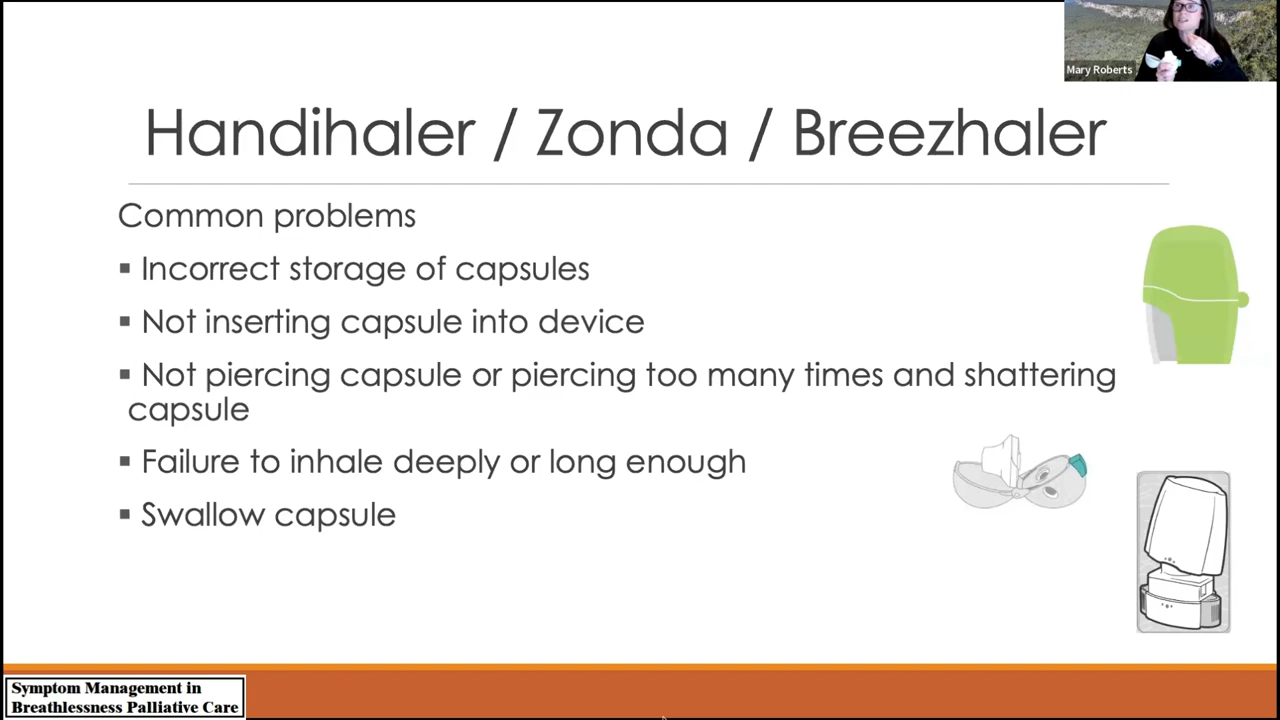 Mary Roberts
Handihaler / Zonda / Breezhaler
Common problems
▪ Incorrect storage of capsules
▪ Not inserting capsule into device
▪ Not piercing capsule or piercing too many times and shattering
capsule
▪ Failure to inhale deeply or long enough
▪ Swallow capsule
Symptom Management in
Breathlessness Palliative Care